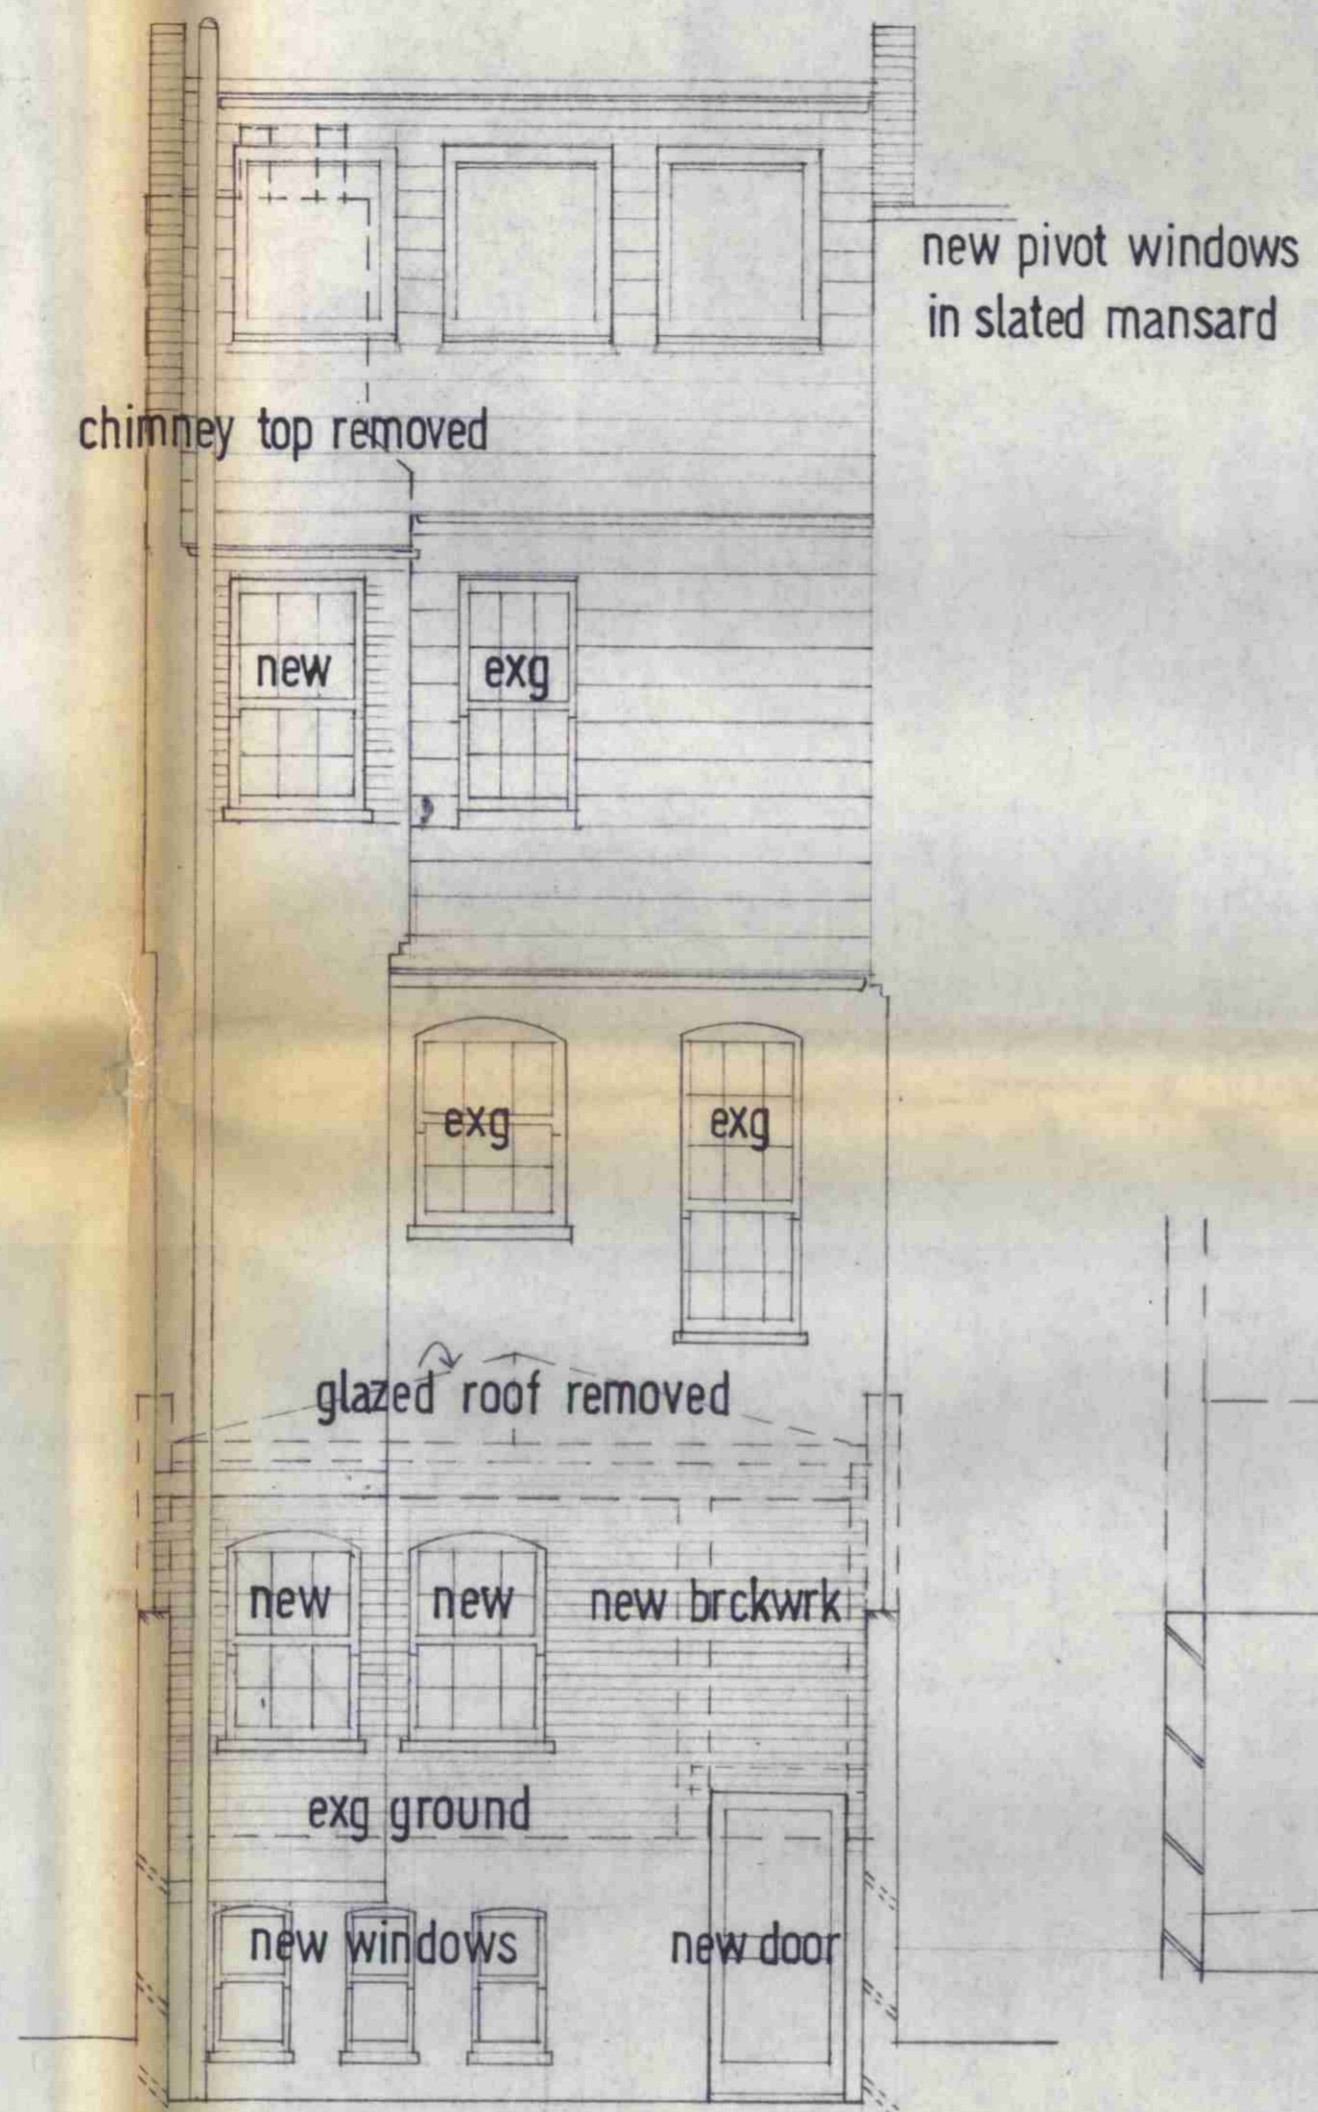 new pivot windows
in slated mansard
chimney top removed
new
exg
exg
exg
glazed roof removed
new
new
new brckwrk
exg ground
new windows
new door